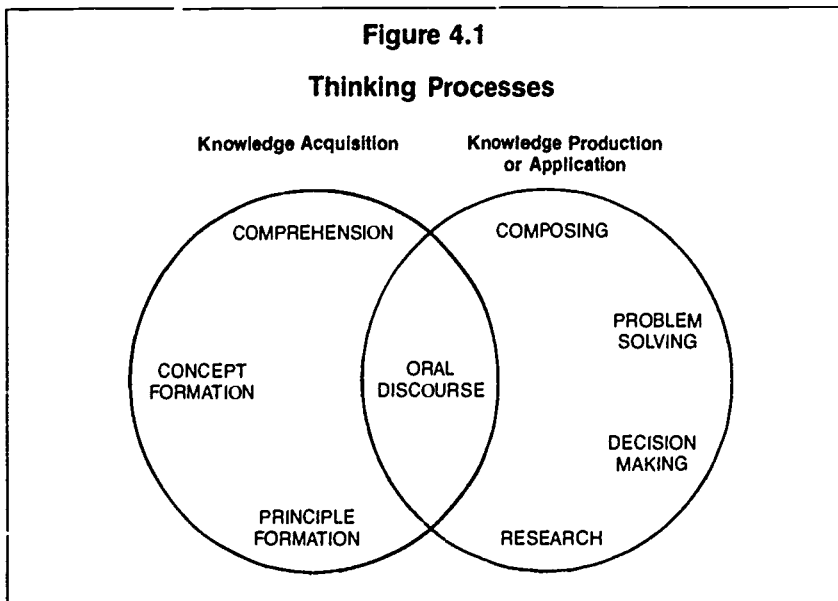 Figure 4.1
Thinking Processes
Knowledge Acquisition
Knowledge Production
or Application
COMPREHENSION
COMPOSING
PROBLEM
SOLVING
CONCEPT
FORMATION
ORAL
DISCOURSE
DECISION
MAKING
PRINCIPLE
FORMATION
RESEARCH